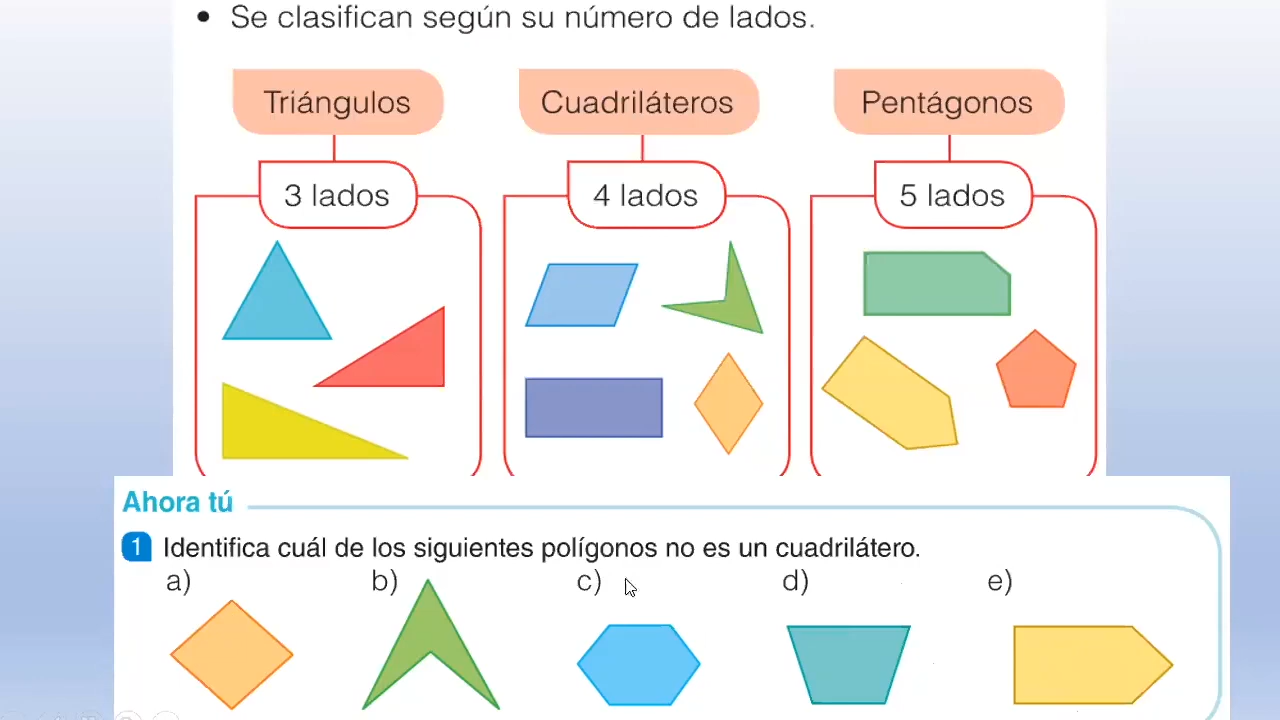 • Se clasifican según su número de lados.
Triángulos
Cuadriláteros
Pentágonos
3 lados
4 lados
5 lados
Ahora tú
1 Identifica cuál de los siguientes polígonos no es un cuadrilátero.
a)
b)
c)
d)
e)